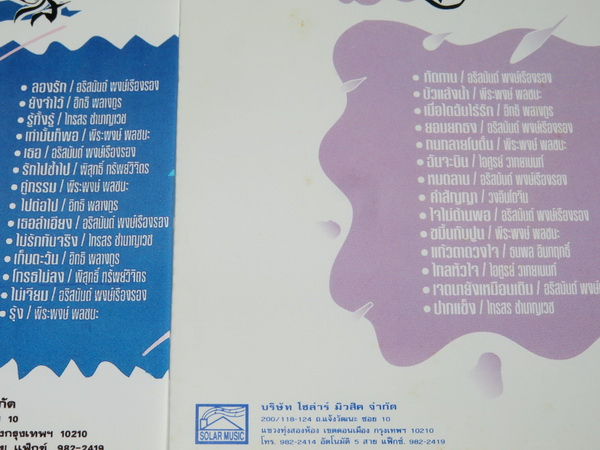 ลองรัก / อริสมันต์ พงษ์เรืองรอง
ยังจำไว้ / อิทธิ พลางกูร
รู้ทั้งรู้ / ไกรสร ชำนาญเวช
เท่านั้นก็พอ / พีระพงษ์ พลชนะ
เธอ / อริสมันต์ พงษ์เรืองรอง
รักไปช้ำไป / พิสุทธิ์ ทรัพย์วิจิตร
คู่กรรม / พีระพงษ์ พลชนะ
ไปต่อไป / อิทธิ พลางกูร
เธอลำเอียง / อริสมันต์ พงษ์เรืองรอง
ไม่รักกันจริง / ไกรสร ชำนาญเวช
เก็บตะวัน / อิทธิ พลางกูร
โกรธไม่ลง / พิสุทธิ์ ทรัพย์วิจิตร
ไม่เจียม / อริสมันต์ พงษ์เรืองรอง
รุ้ง / พีระพงษ์ พลชนะ
กัด
10
งกรุงเทพฯ 10210
าย แฟ็กซ์. 982-2419
ทัดทาน / อริสมันต์ พงษ์เรืองรอง
บัวแล้งน้ำ / พีระพงษ์ พลชนะ
เมื่อใดฉันไร้รัก / อิทธิ พลางกูร
ยอมยกธง / อริสมันต์ พงษ์เรืองรอง
กบทลายใบตัน / พีระพงษ์ พลชนะ
ฉันจะบิน / ไอศูรย์ วาทยานนท์
หมดลาน / อริสมันต์ พงษ์เรืองรอง
คำสัญญา / วงอินโดจีน
ใจไม่ด้านพอ / อริสมันต์ พงษ์เรืองรอง
ขมิ้นกับปูน / พีระพงษ์ พลชนะ
แก้วตาดวงใจ / ธนพล อินทฤทธิ์
ไกลหัวใจ / ไอศูรย์ วาทยานนท์
เจตนายังเหมือนเดิม / อริสมันต์ พงษ์เรือง
ปากแข็ง / ไกรสร ชำนาญเวช
SOLAR MUSIC
บริษัท โซล่าร์ มิวสิค จำกัด
200/118-124 ถ.แจ้งวัฒนะ ซอย 10
แขวงทุ่งสองห้อง เขตดอนเมือง กรุงเทพฯ 10210
โทร. 982-2414 อัตโนมัติ 5 สาย แฟ็กซ์. 982-2419